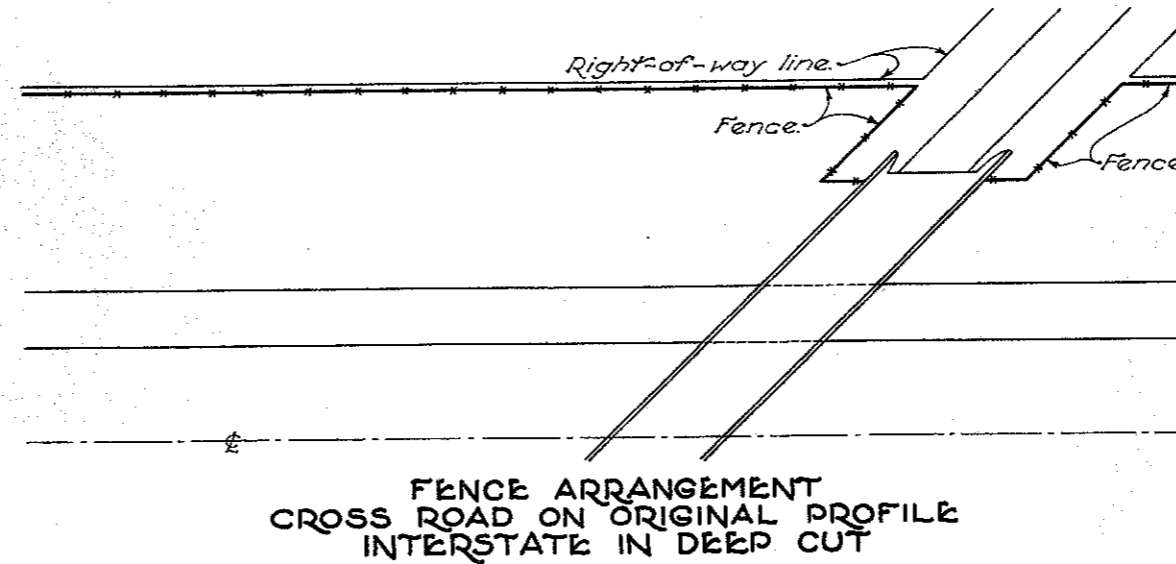 Right-of-way line.
Fence.
Fence
℄
FENCE ARRANGEMENT
CROSS ROAD ON ORIGINAL PROFILE
INTERSTATE IN DEEP CUT